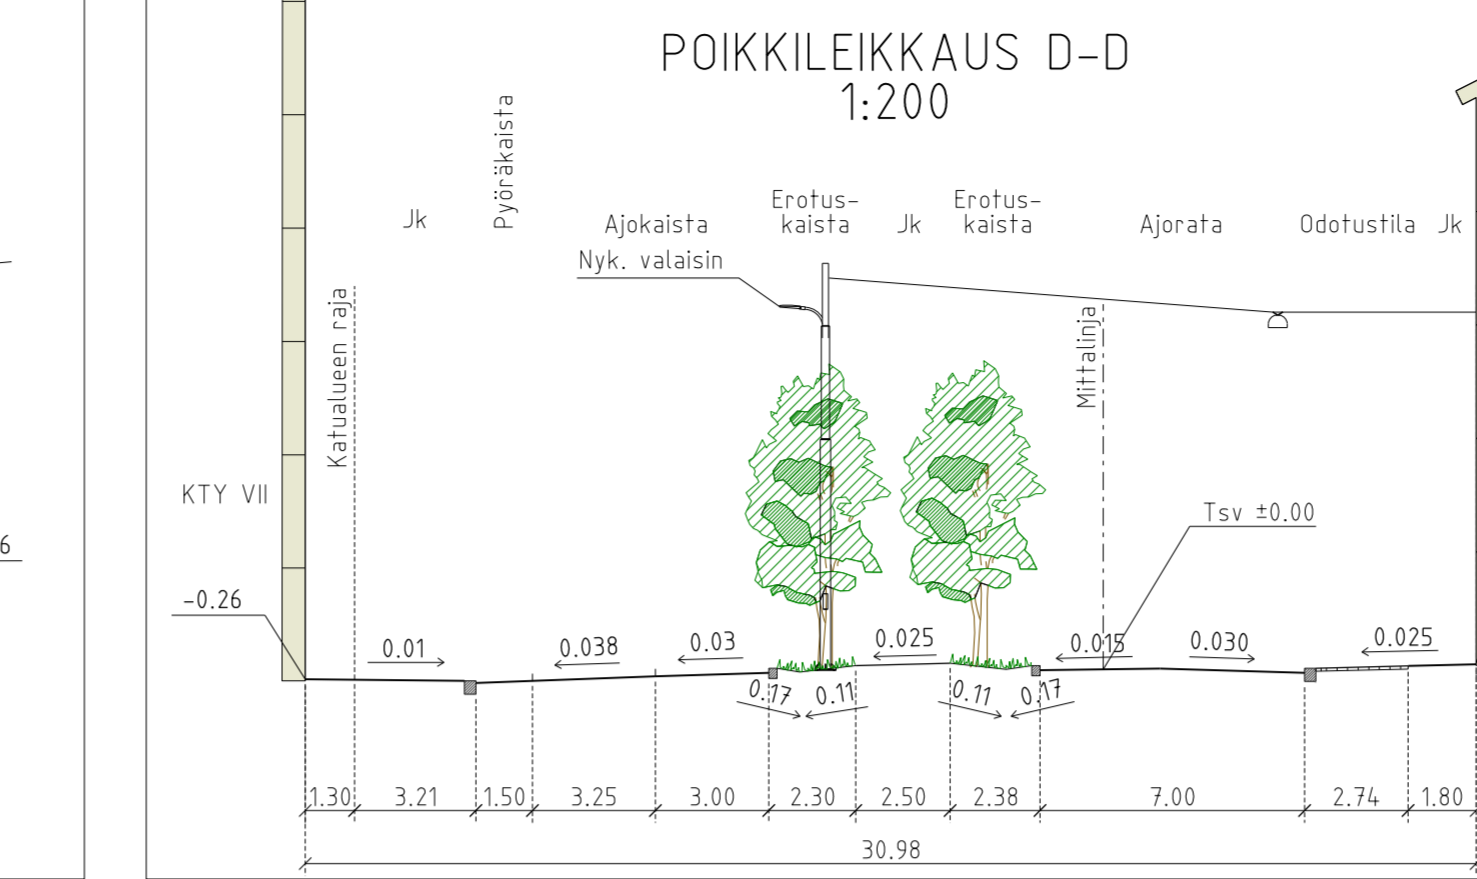 POIKKILEIKKAUS D-D
1:200
Jk
Pyöräkaista
Ajokaista
Erotus-
kaista
Jk
Erotus-
kaista
Ajorata
Odotustila
Jk
Nyk. valaisin
Katualueen raja
Mittalinja
KTY VII
Tsv ±0.00
6
-0.26
0.01
0.038
0.03
0.025
0.015
0.030
0.025
0.17
0.11
0.11
0.17
1.30
3.21
1.50
3.25
3.00
2.30
2.50
2.38
7.00
2.74
1.80
30.98